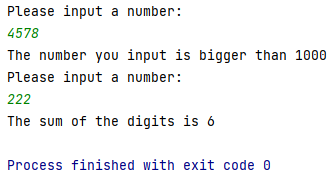 Please input a number:
4578
The number you input is bigger than 1000
Please input a number:
222
The sum of the digits is 6
Process finished with exit code 0